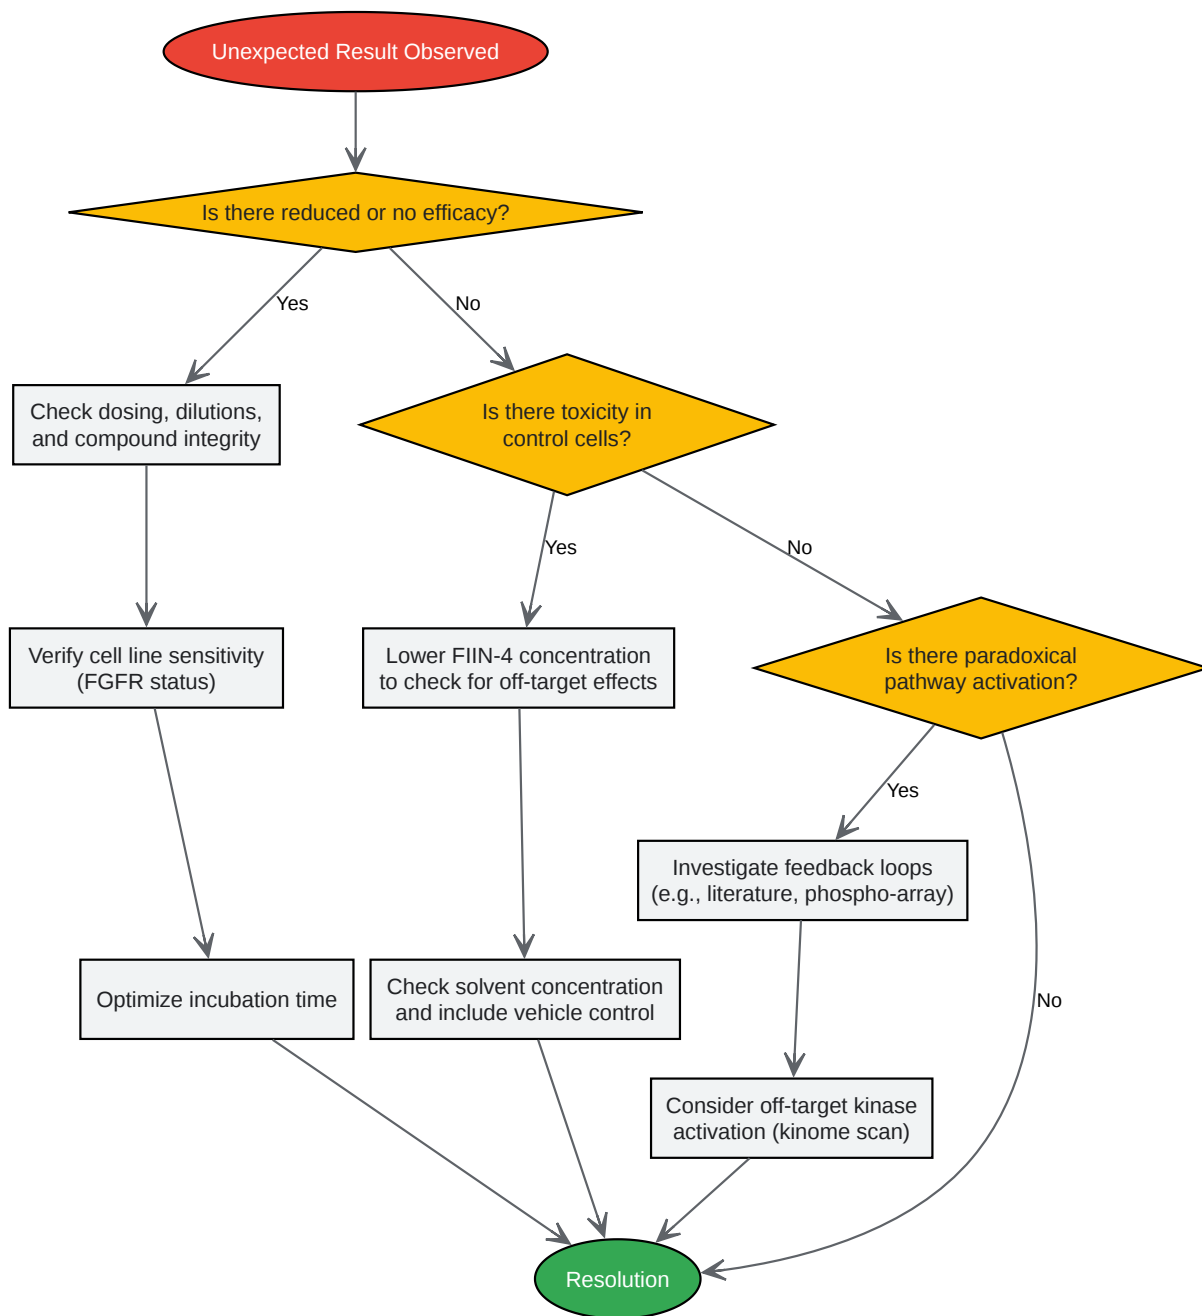 Unexpected Result Observed
Is there reduced or no efficacy?
Yes
No
Check dosing, dilutions,
and compound integrity
Is there toxicity in
control cells?
Yes
No
Verify cell line sensitivity
(FGFR status)
Lower FIIN-4 concentration
to check for off-target effects
Is there paradoxical
pathway activation?
Yes
Investigate feedback loops
(e.g., literature, phospho-array)
Optimize incubation time
Check solvent concentration
and include vehicle control
No
Consider off-target kinase
activation (kinome scan)
Resolution